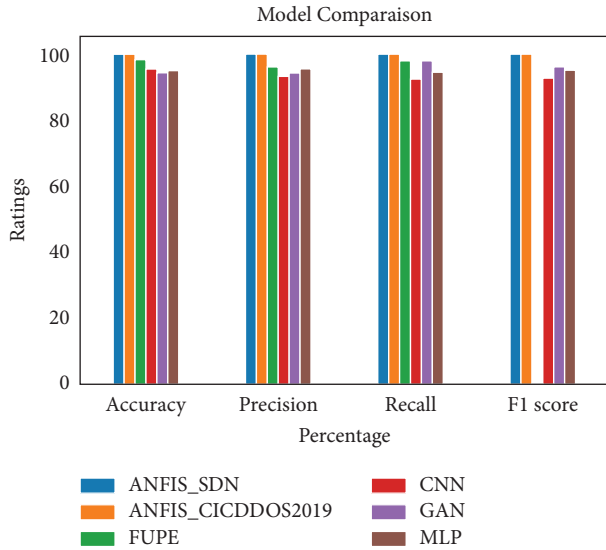 Model Comparaison
Ratings
100
80
60
40
20
0
Accuracy Precision Recall F1 score
Percentage
ANFIS_SDN
ANFIS_CICDDOS2019
FUPE
CNN
GAN
MLP